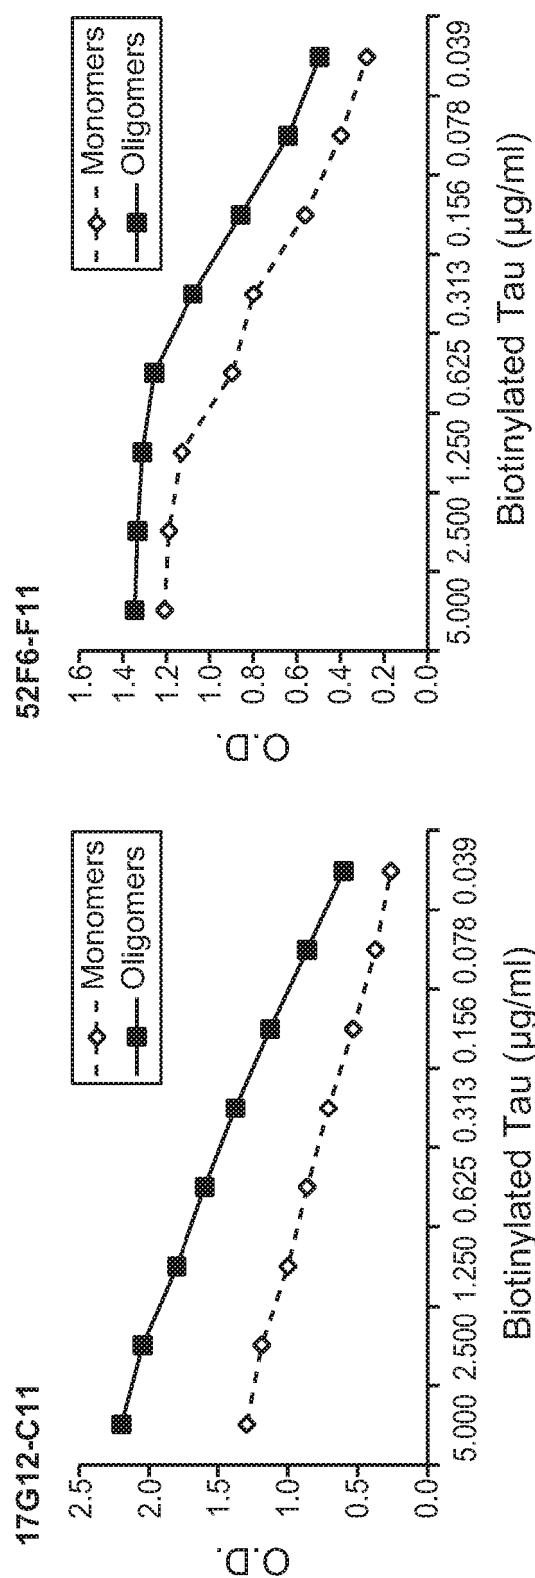 17G12-C11
Monomers
Oligomers
O.D.
2.5
2.0
1.5
1.0
0.5
0.0
5.000 2.500 1.250 0.625 0.313 0.156 0.078 0.039
Biotinylated Tau (µg/ml)
52F6-F11
Monomers
Oligomers
O.D.
1.6
1.4
1.2
1.0
0.8
0.6
0.4
0.2
0.0
5.000 2.500 1.250 0.625 0.313 0.156 0.078 0.039
Biotinylated Tau (µg/ml)